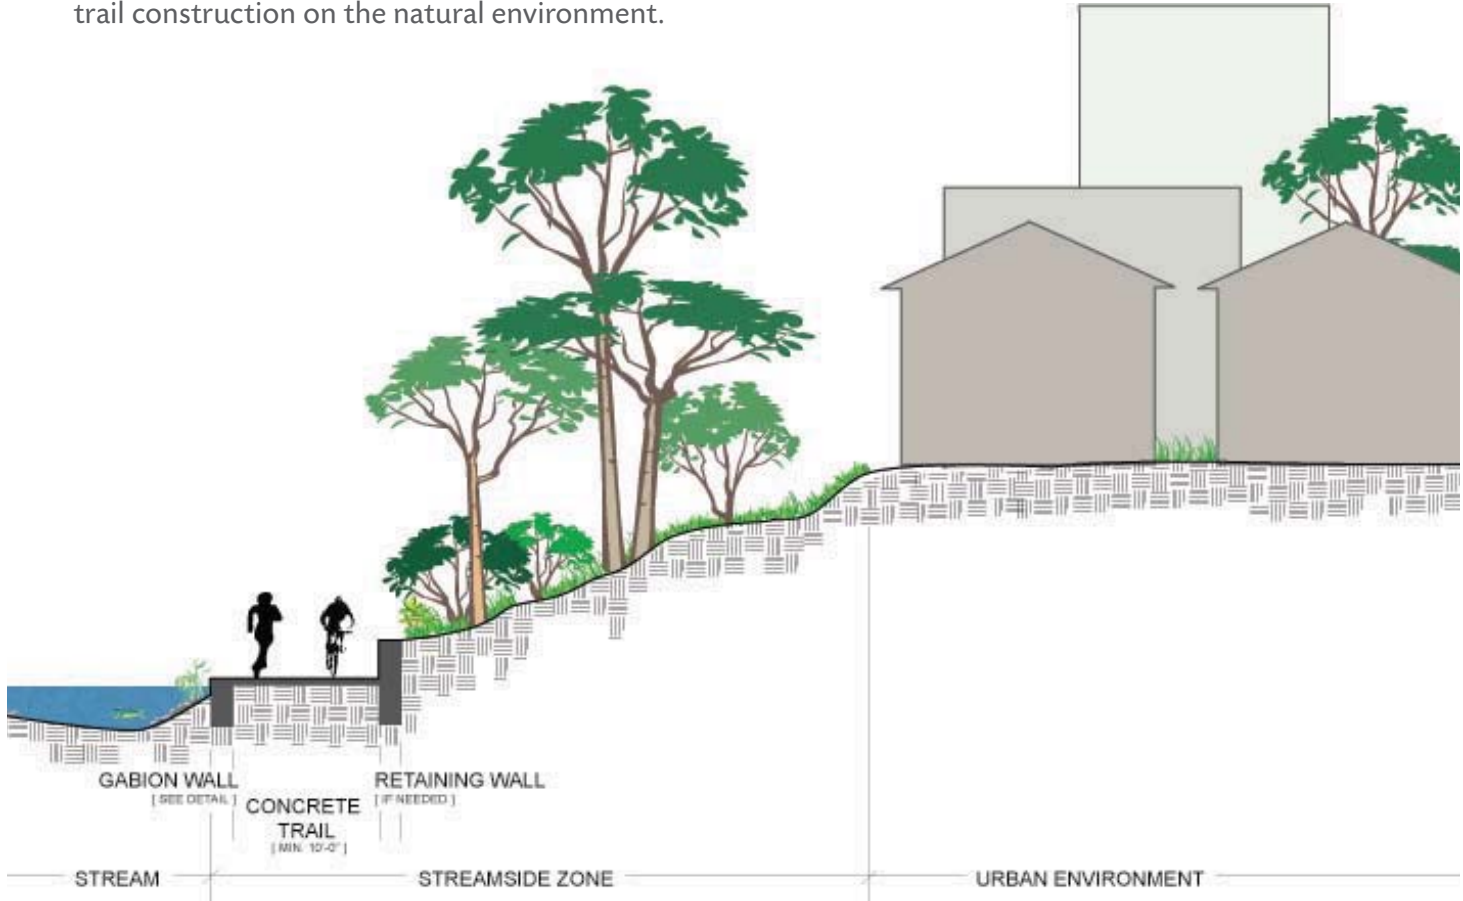 trail construction on the natural environment.
GABION WALL
[ SEE DETAIL ]
RETAINING WALL
[ IF NEEDED ]
CONCRETE
TRAIL
[ MIN. 10'-0" ]
STREAM
STREAMSIDE ZONE
URBAN ENVIRONMENT